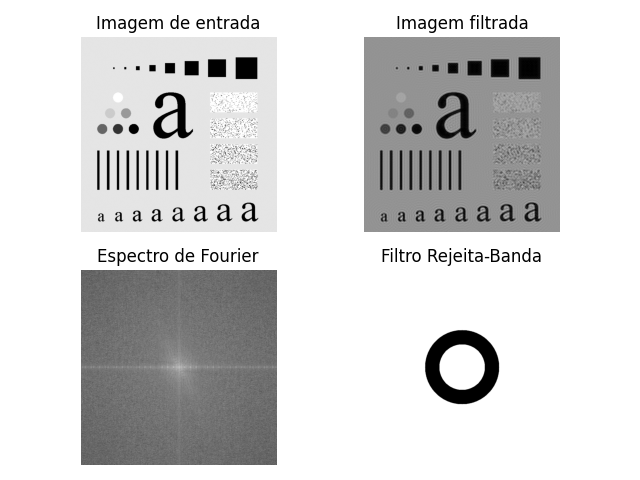 Imagem de entrada
Imagem filtrada
a
a
a a a a a a a a
a a a a a a a a
Espectro de Fourier
Filtro Rejeita-Banda